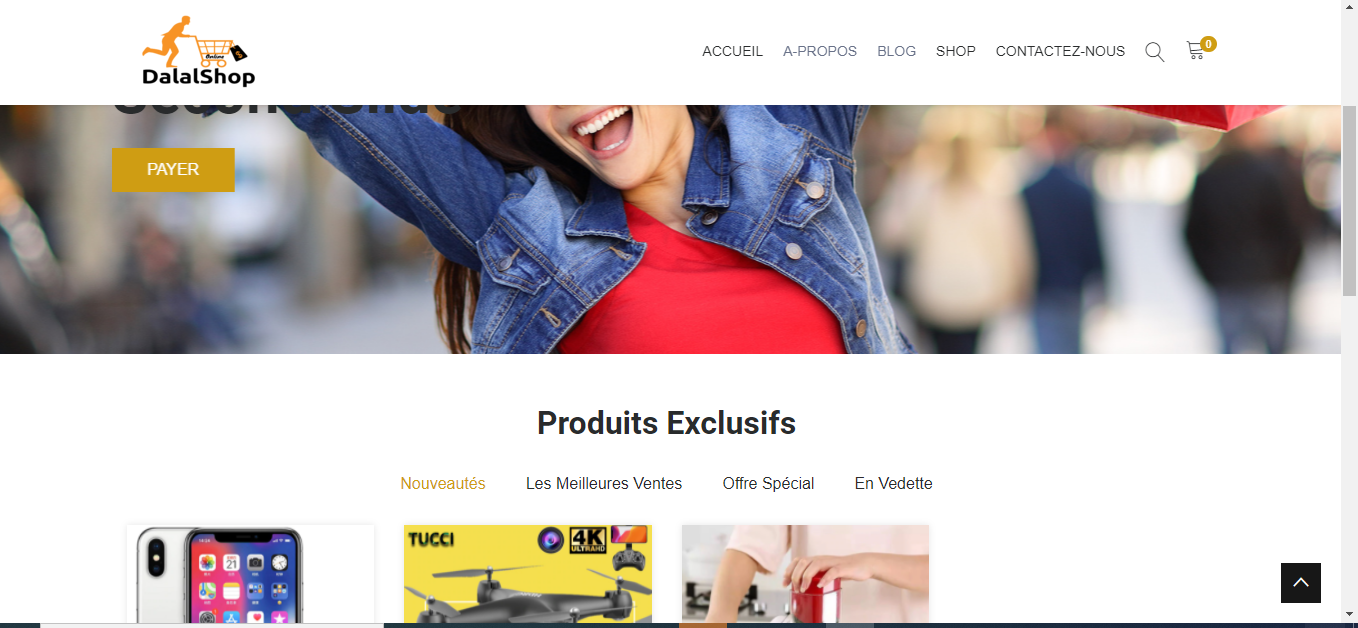 Online
DalalShop
ACCUEIL A-PROPOS BLOG SHOP CONTACTEZ-NOUS 0
PAYER
Produits Exclusifs
Nouveautés Les Meilleures Ventes Offre Spécial En Vedette
TUCCI 4K
ULTRAHD
21